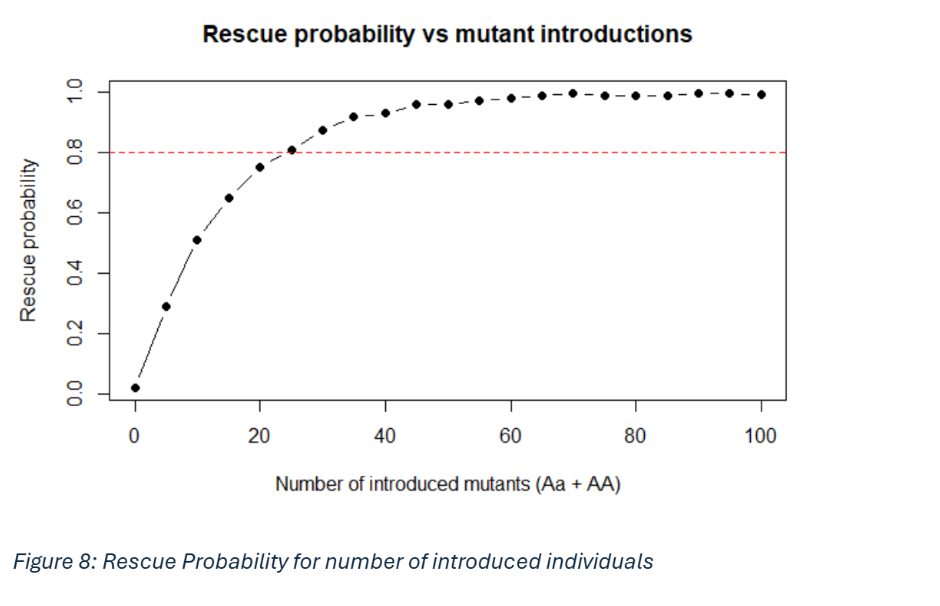 Rescue probability vs mutant introductions
1.0
0.8
0.6
0.4
0.2
0.0
Rescue probability
0 20 40 60 80 100
Number of introduced mutants (Aa + AA)
Figure 8: Rescue Probability for number of introduced individuals